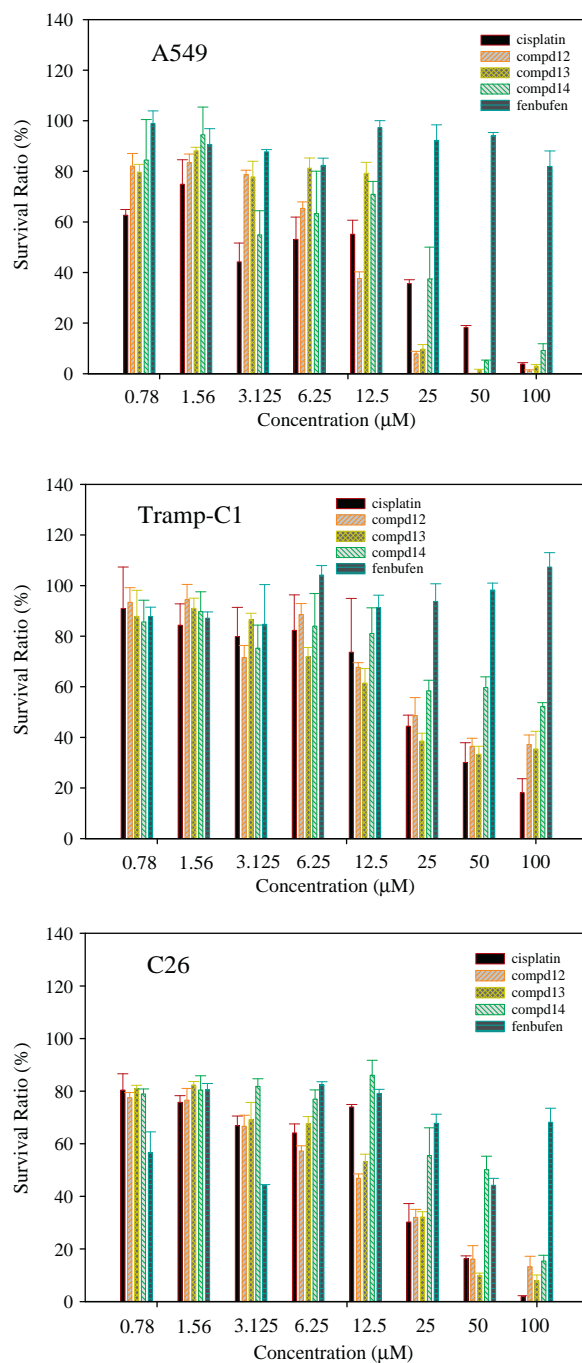 140
120
100
80
60
40
20
0
Survival Ratio (%)
A549
cisplatin
compd12
compd13
compd14
fenbufen
0.78 1.56 3.125 6.25 12.5 25 50 100
Concentration (μM)
140
120
100
80
60
40
20
0
Survival Ratio (%)
Tramp-C1
cisplatin
compd12
compd13
compd14
fenbufen
0.78 1.56 3.125 6.25 12.5 25 50 100
Concentration (μM)
140
120
100
80
60
40
20
0
Survival Ratio (%)
C26
cisplatin
compd12
compd13
compd14
fenbufen
0.78 1.56 3.125 6.25 12.5 25 50 100
Concentration (μM)